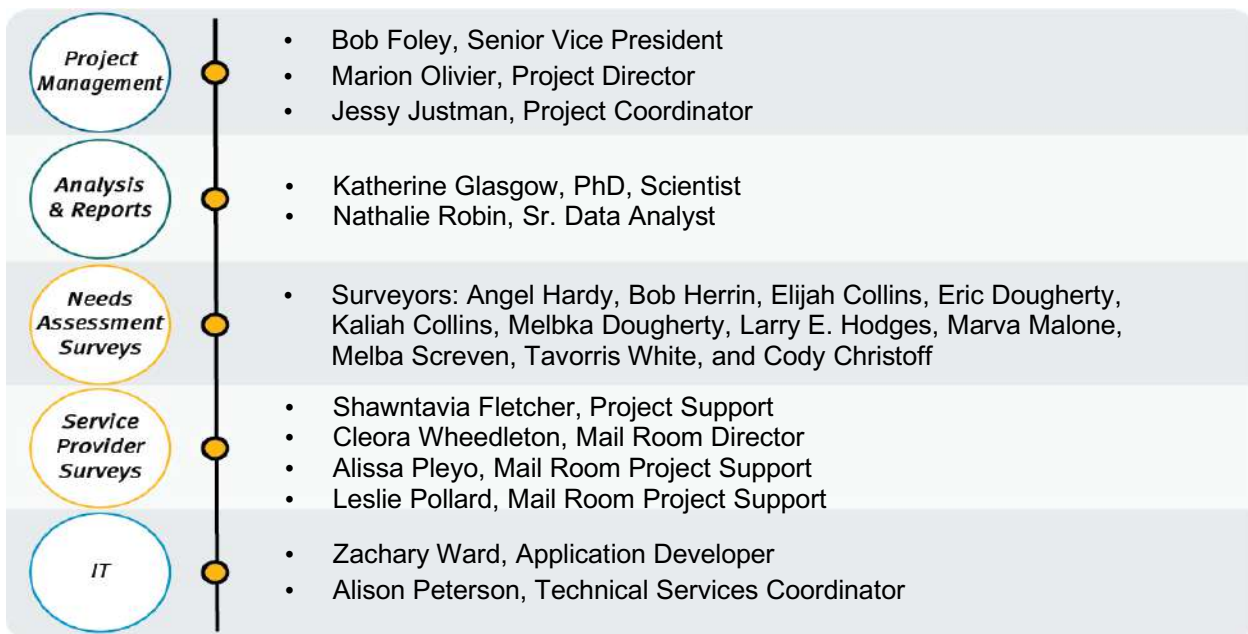 Project
Management
• Bob Foley, Senior Vice President
• Marion Olivier, Project Director
• Jessy Justman, Project Coordinator
Analysis
& Reports
• Katherine Glasgow, PhD, Scientist
• Nathalie Robin, Sr. Data Analyst
Needs
Assessment
Surveys
• Surveyors: Angel Hardy, Bob Herrin, Elijah Collins, Eric Dougherty,
Kaliah Collins, Melbka Dougherty, Larry E. Hodges, Marva Malone,
Melba Screven, Tavorris White, and Cody Christoff
Service
Provider
Surveys
• Shawntavia Fletcher, Project Support
• Cleora Wheedleton, Mail Room Director
• Alissa Pleyo, Mail Room Project Support
• Leslie Pollard, Mail Room Project Support
IT
• Zachary Ward, Application Developer
• Alison Peterson, Technical Services Coordinator